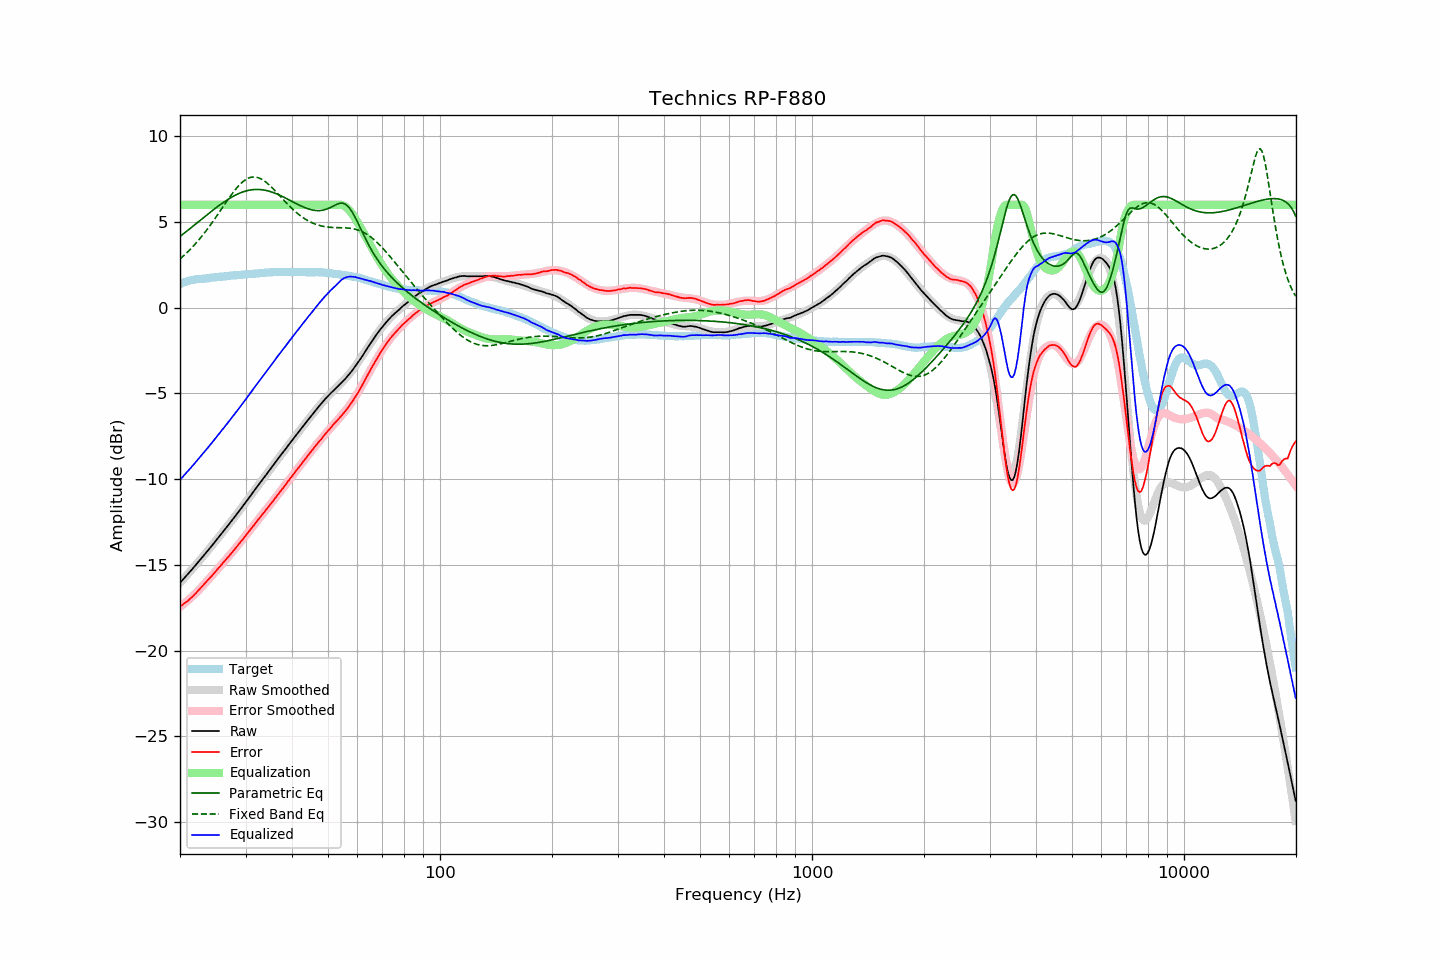 Technics RP-F880
10
5
0
−5
−10
−15
−20
−25
−30
Amplitude (dBr)
Target
Raw Smoothed
Error Smoothed
Raw
Error
Equalization
Parametric Eq
Fixed Band Eq
Equalized
100
1000
10000
Frequency (Hz)